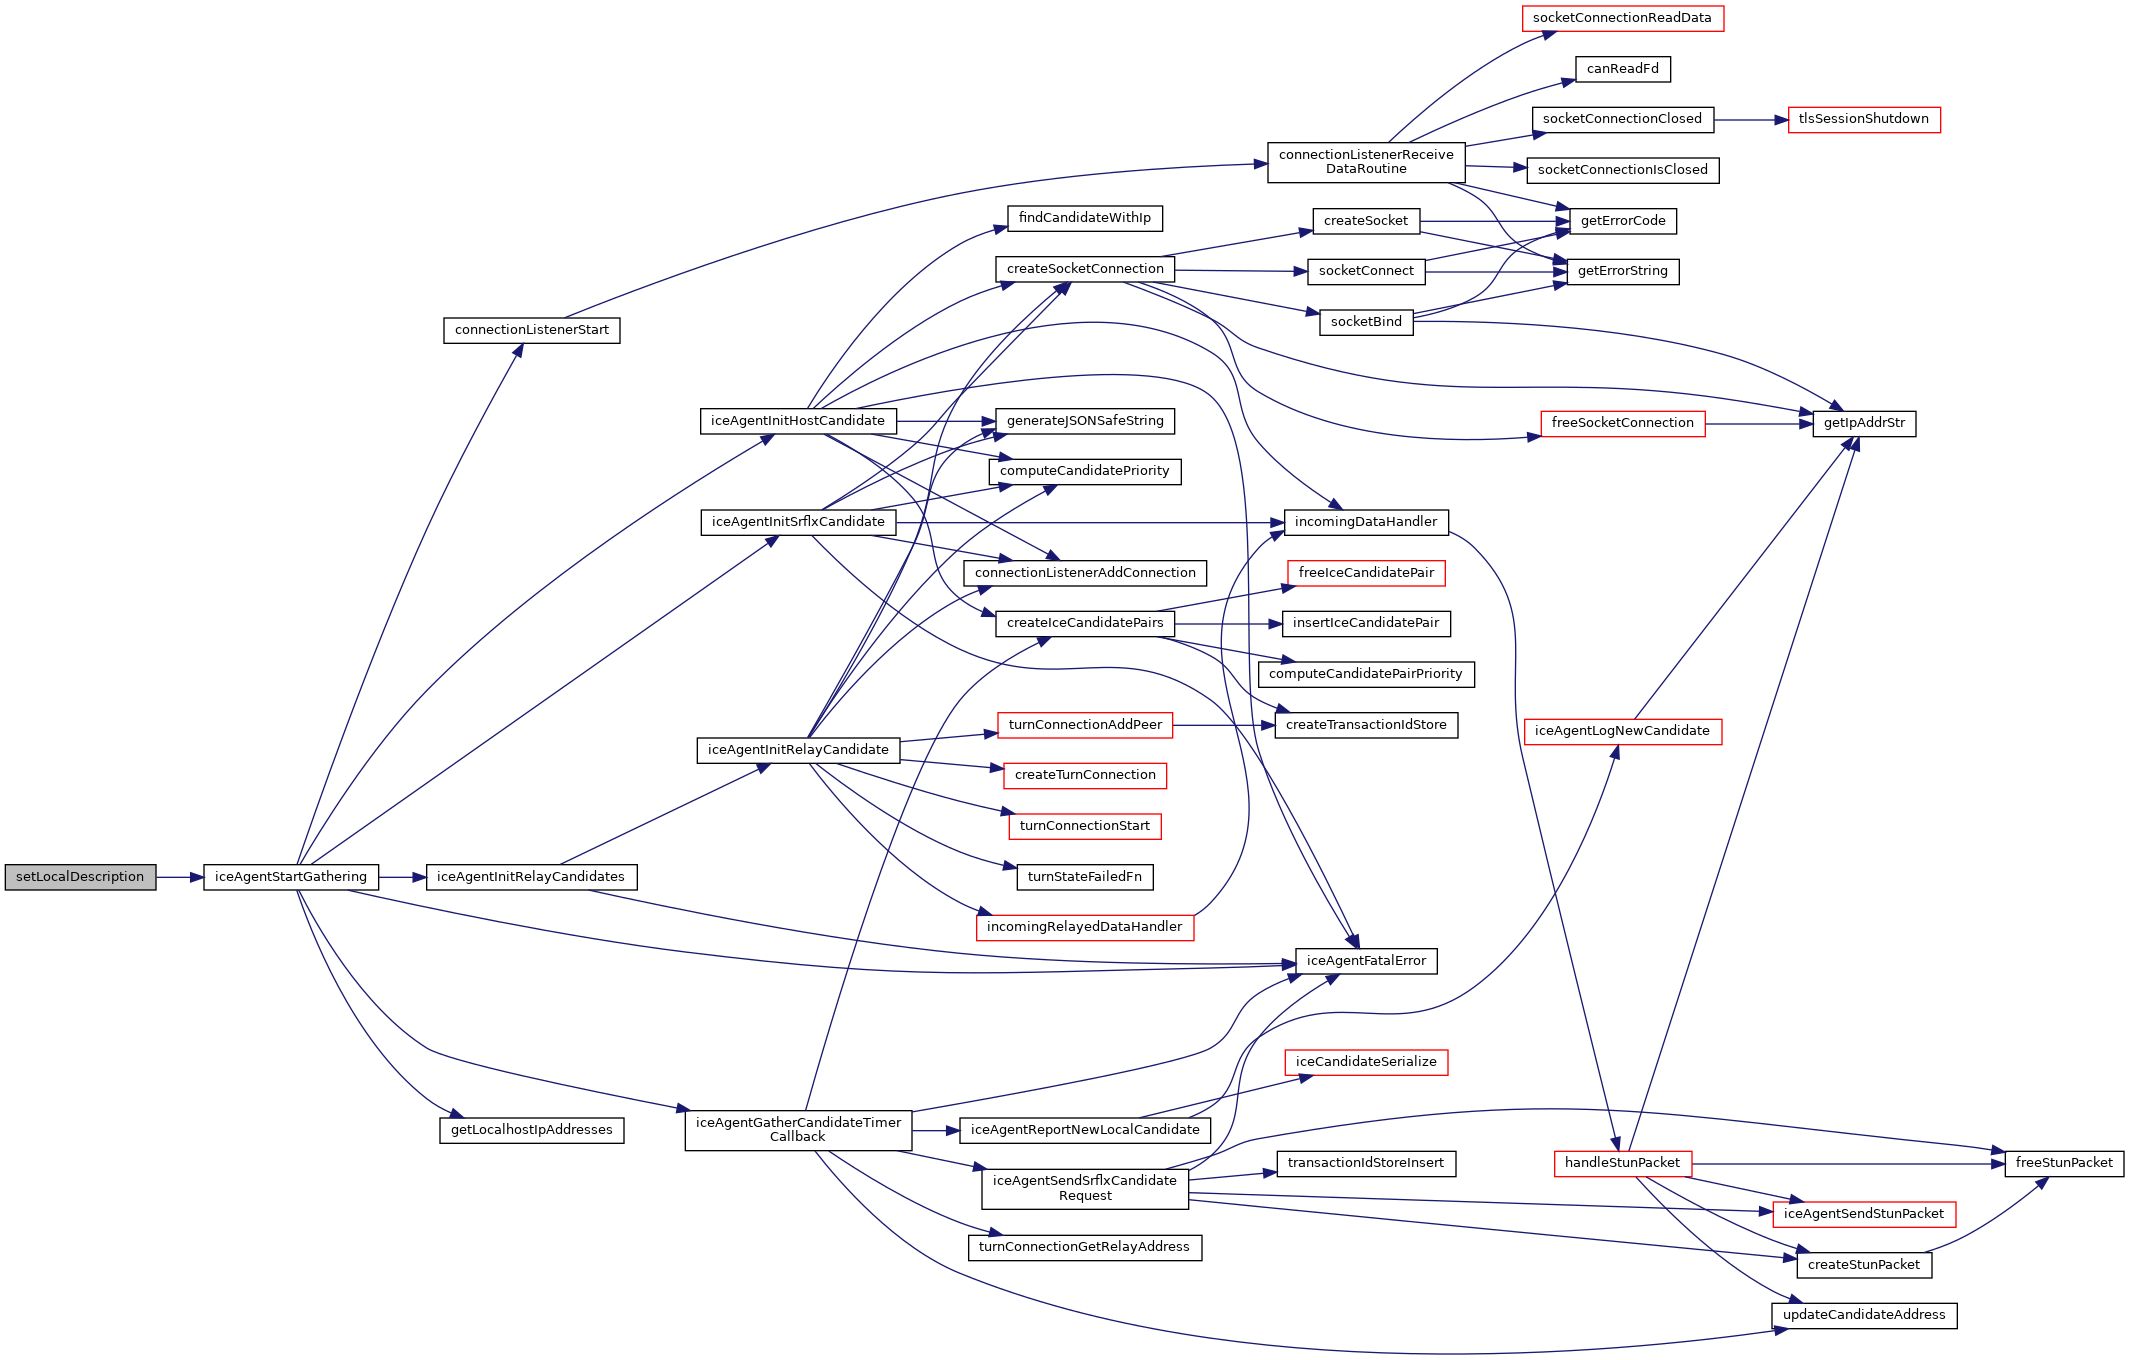 socketConnectionReadData
canReadFd
socketConnectionClosed
tlsSessionShutdown
connectionListenerReceive
DataRoutine
socketConnectionIsClosed
findCandidateWithIp
createSocket
getErrorCode
createSocketConnection
socketConnect
getErrorString
connectionListenerStart
socketBind
iceAgentInitHostCandidate
generateJSONSafeString
freeSocketConnection
getIpAddrStr
computeCandidatePriority
iceAgentInitSrflxCandidate
incomingDataHandler
connectionListenerAddConnection
freeIceCandidatePair
createIceCandidatePairs
insertIceCandidatePair
computeCandidatePairPriority
turnConnectionAddPeer
createTransactionIdStore
iceAgentLogNewCandidate
iceAgentInitRelayCandidate
createTurnConnection
turnConnectionStart
setLocalDescription
iceAgentStartGathering
iceAgentInitRelayCandidates
turnStateFailedFn
incomingRelayedDataHandler
iceAgentFatalError
iceCandidateSerialize
getLocalhostIpAddresses
iceAgentGatherCandidateTimer
Callback
iceAgentReportNewLocalCandidate
iceAgentSendSrflxCandidate
Request
transactionIdStoreInsert
handleStunPacket
freeStunPacket
iceAgentSendStunPacket
turnConnectionGetRelayAddress
createStunPacket
updateCandidateAddress